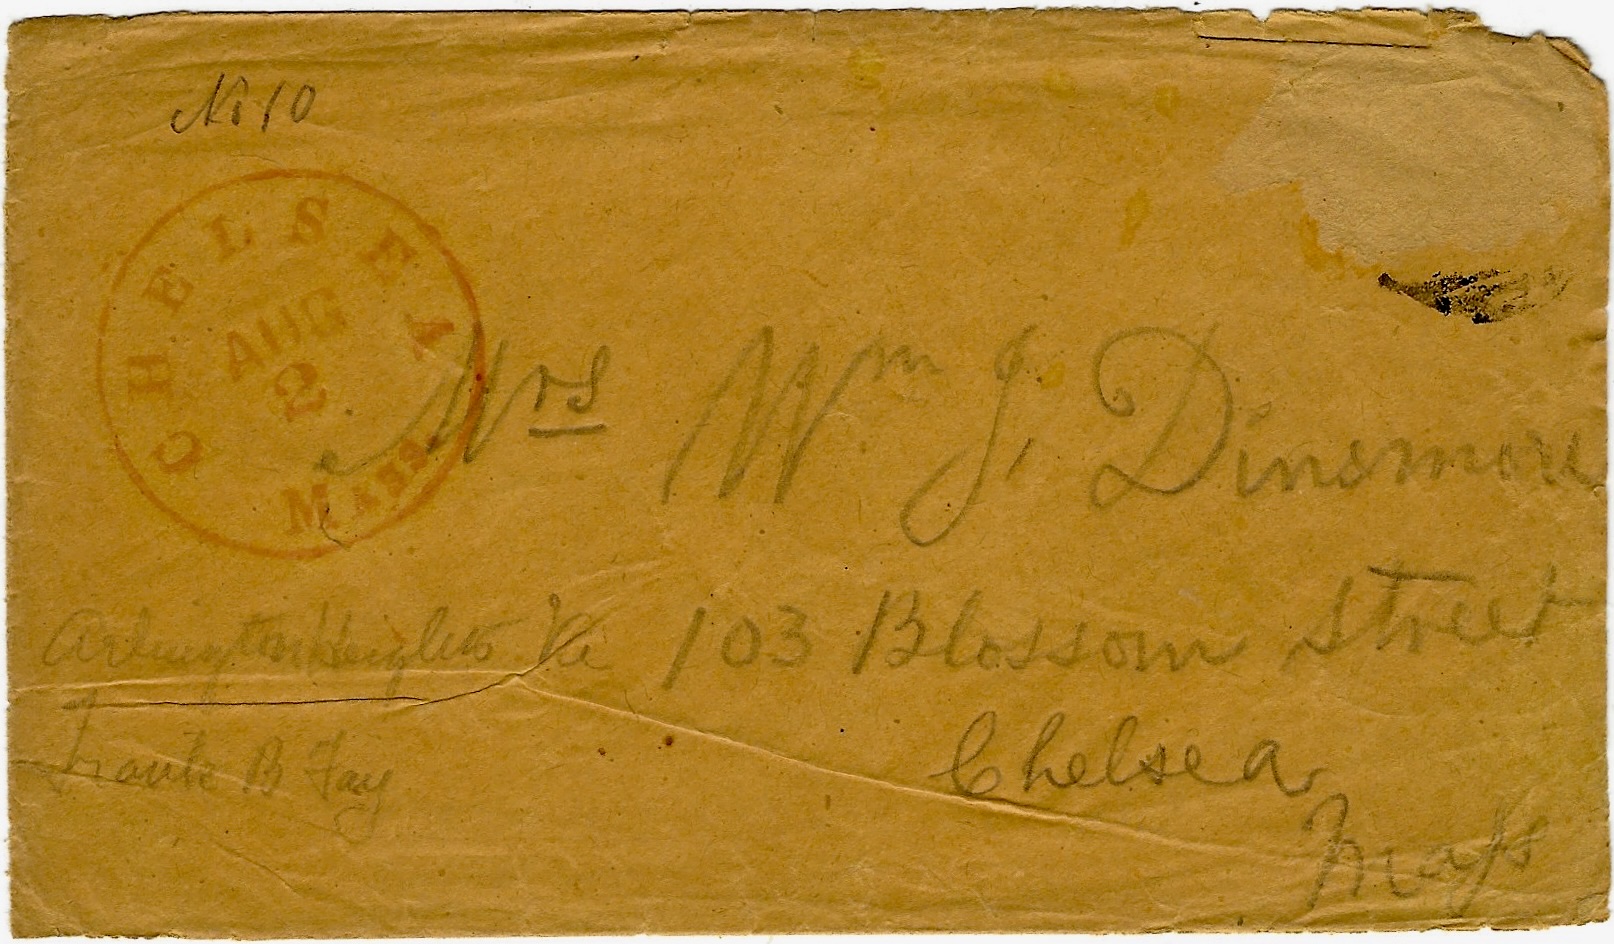 No 10
CHELSEA
AUG
2
MASS.
Mrs Wm J. Dinsmore
103 Blossom Street
Chelsea
Mass
Arlington Heights Va
Frank B Fay